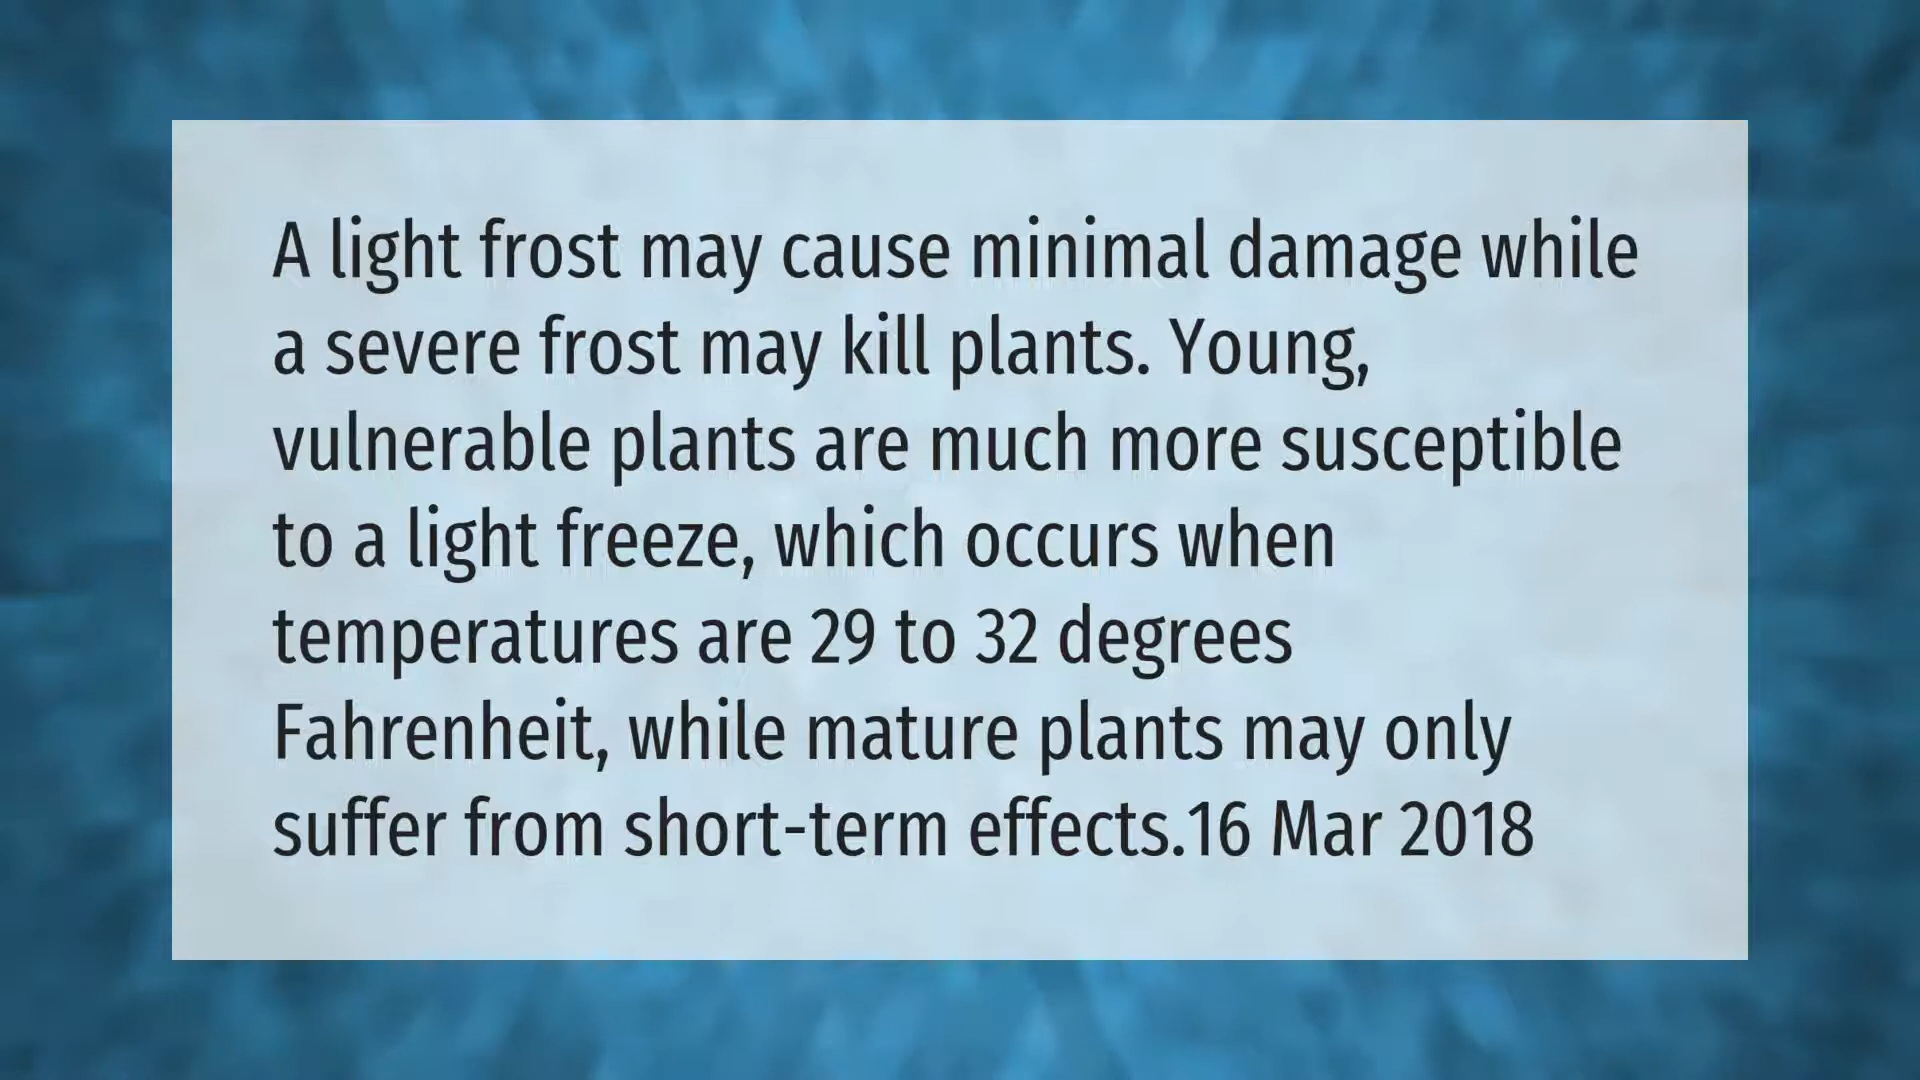 A light frost may cause minimal damage while
a severe frost may kill plants. Young,
vulnerable plants are much more susceptible
to a light freeze, which occurs when
temperatures are 29 to 32 degrees
Fahrenheit, while mature plants may only
suffer from short-term effects.16 Mar 2018